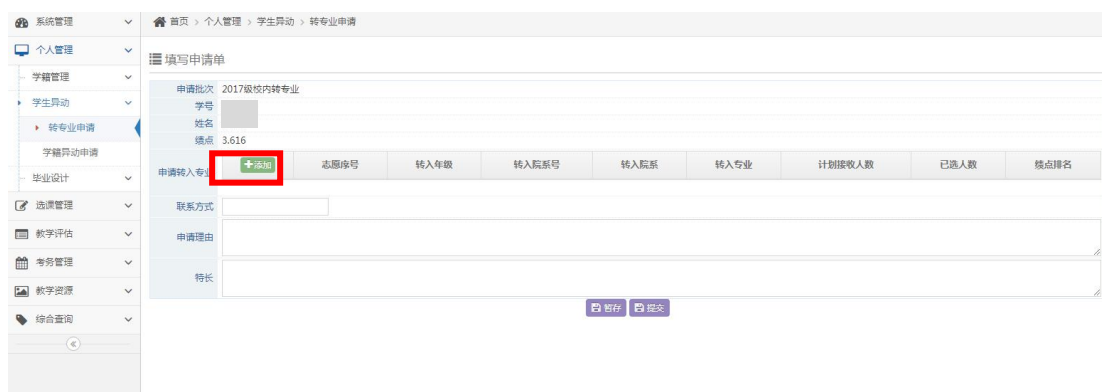 系统管理
个人管理
学籍管理
学生异动
转专业申请
学籍异动申请
毕业设计
选课管理
教学评估
考务管理
教学资源
综合查询
首页 > 个人管理 > 学生异动 > 转专业申请
填写申请单
申请批次 2017级校内转专业
学号
姓名
绩点 3.616
申请转入专业 添加 志愿序号 转入年级 转入院系号 转入院系 转入专业 计划接收人数 已选人数 绩点排名
联系方式
申请理由
特长
暂存 提交